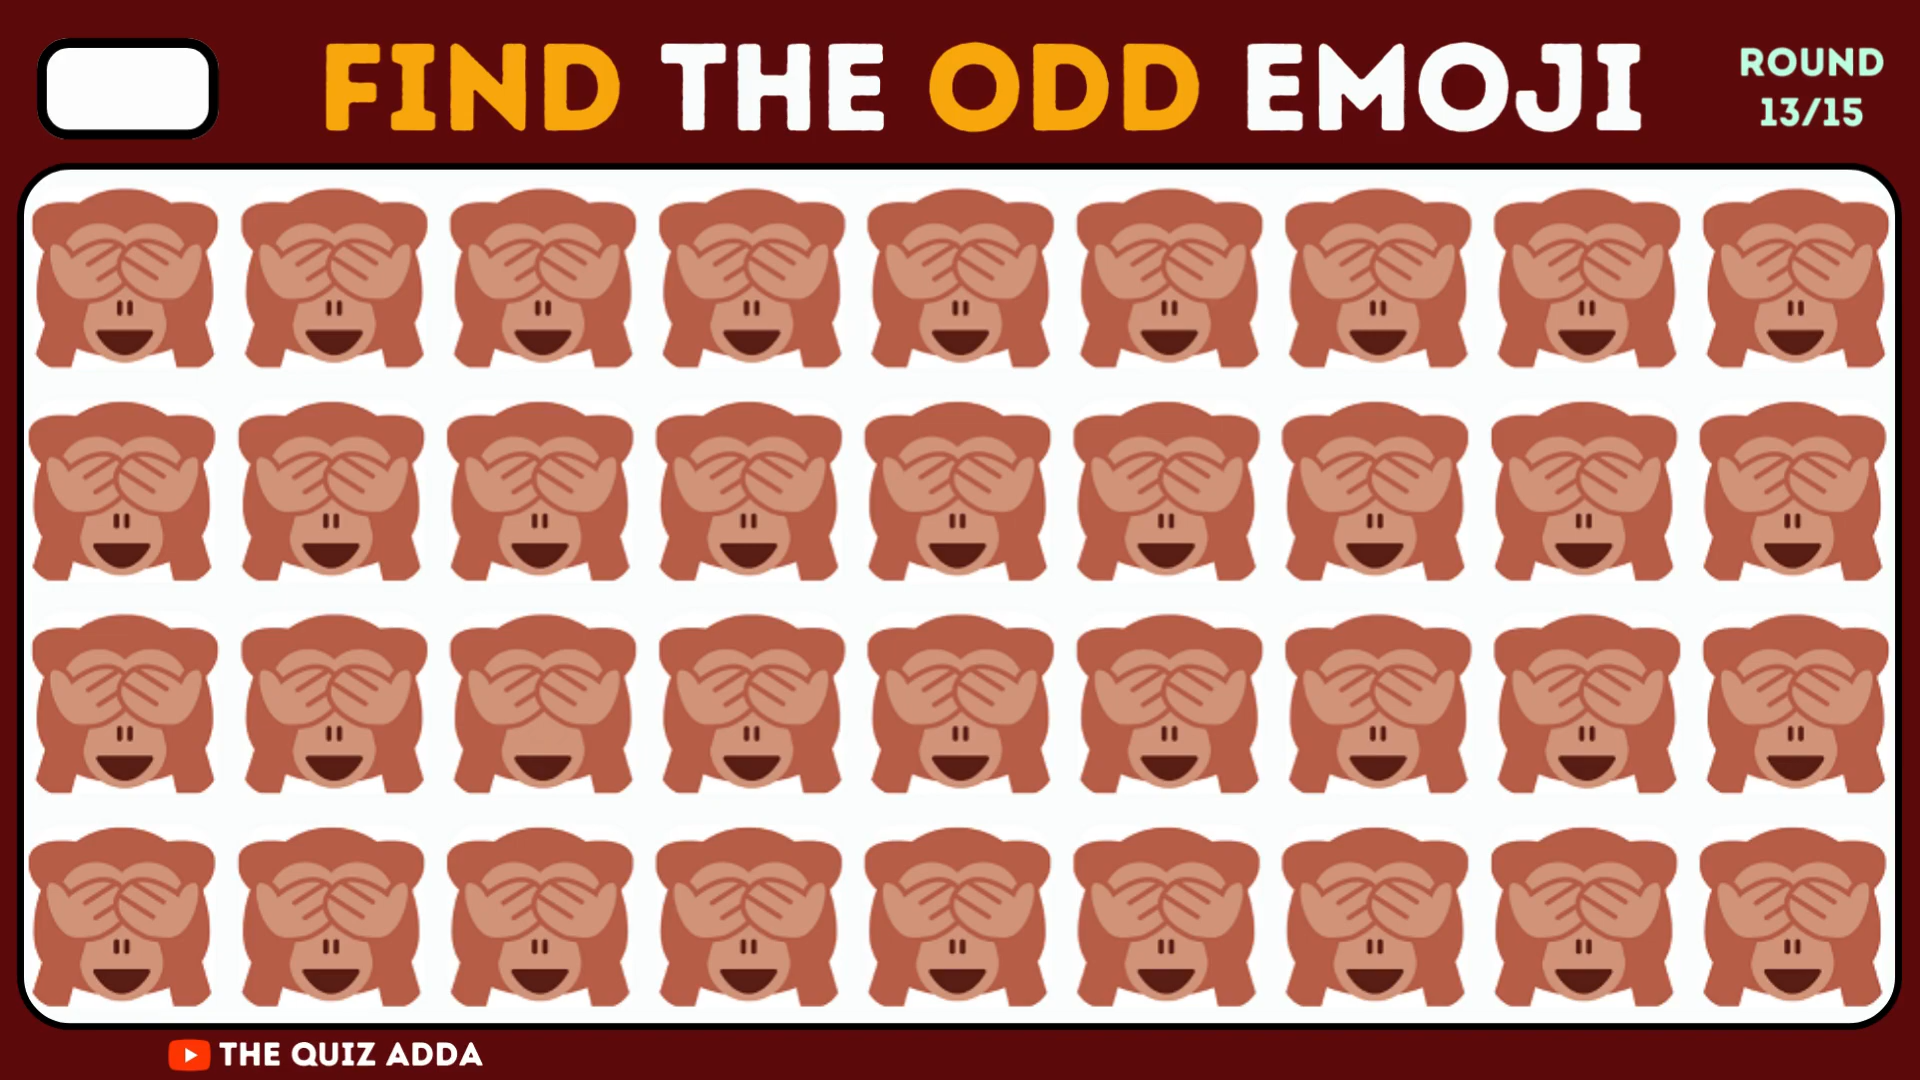 FIND THE ODD EMOJI
ROUND
13/15
THE QUIZ ADDA